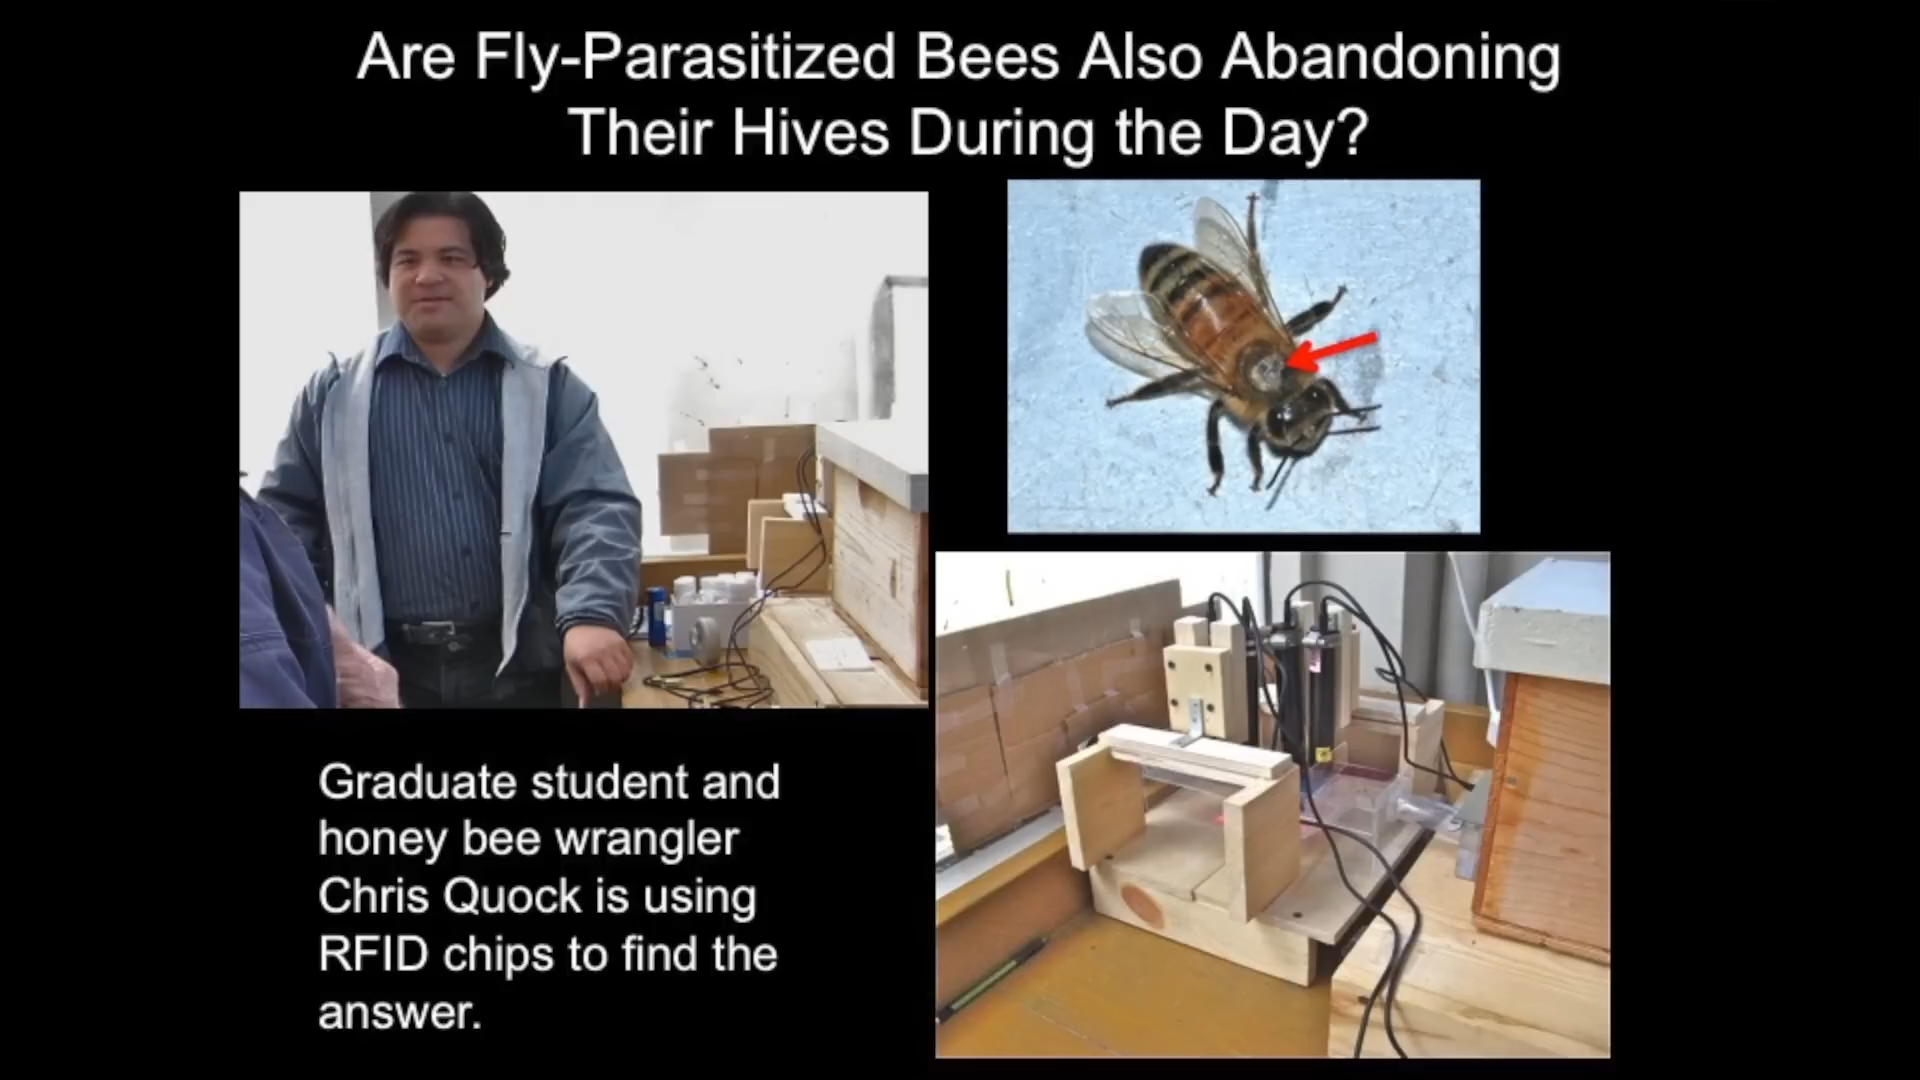 Are Fly-Parasitized Bees Also Abandoning
Their Hives During the Day?
Graduate student and
honey bee wrangler
Chris Quock is using
RFID chips to find the
answer.